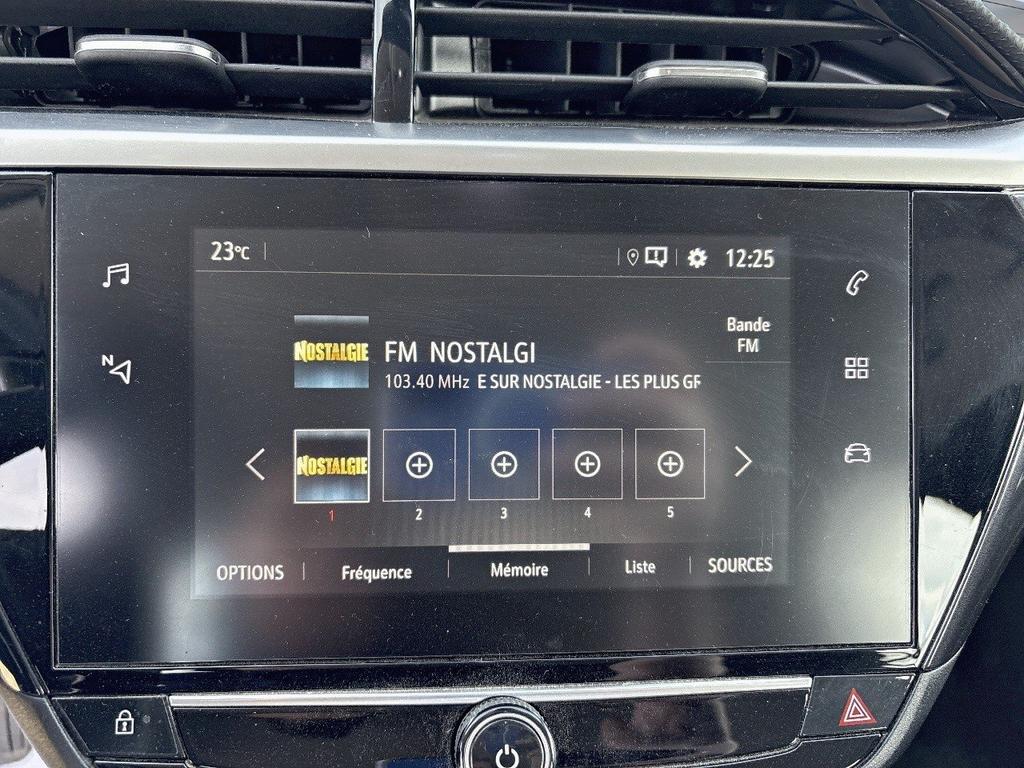 23°C
12:25
N
Bande
FM
NOSTALGIE
FM NOSTALGI
103.40 MHz E SUR NOSTALGIE - LES PLUS GF
NOSTALGIE
1 2 3 4 5
OPTIONS Fréquence Mémoire Liste SOURCES